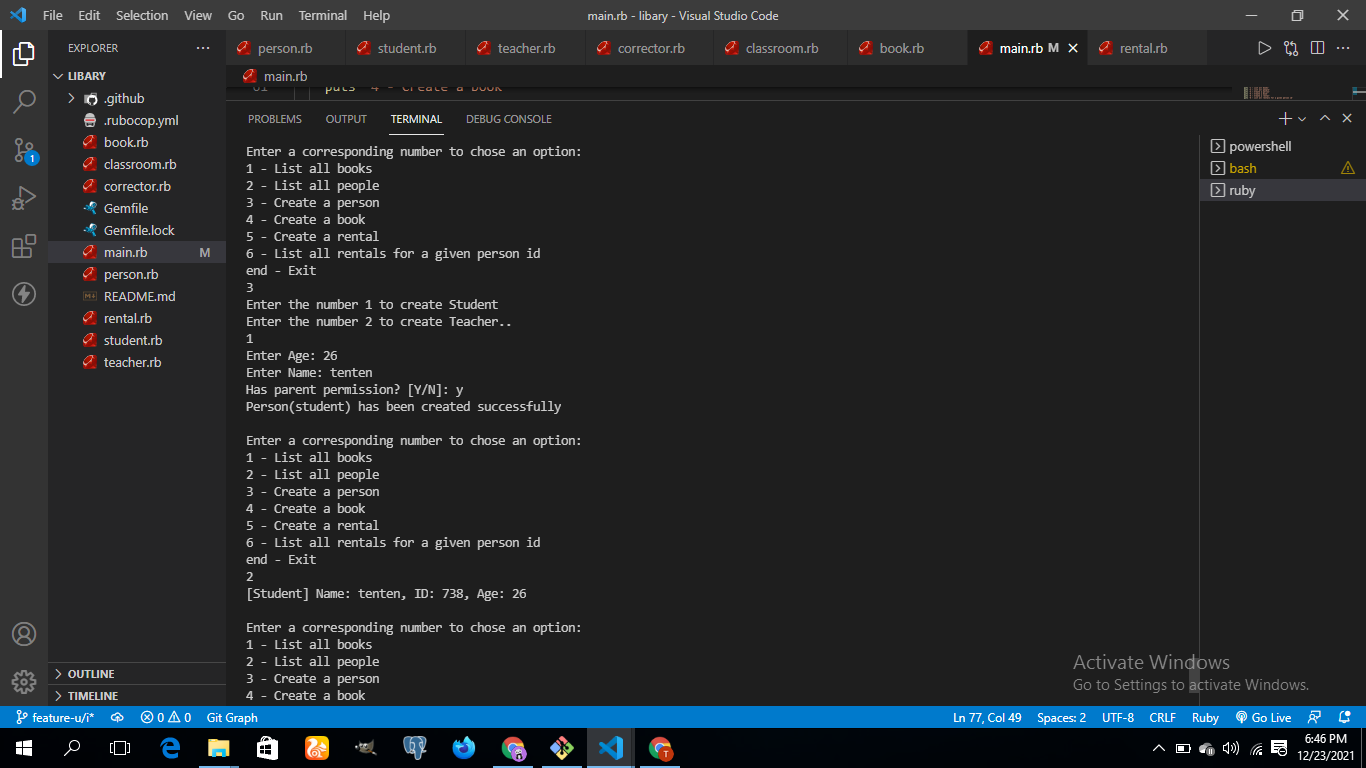 File Edit Selection View Go Run Terminal Help main.rb - libary - Visual Studio Code
EXPLORER
person.rb student.rb teacher.rb corrector.rb classroom.rb book.rb main.rb M rental.rb
LIBARY
main.rb
.github
.rubocop.yml
book.rb
classroom.rb
corrector.rb
Gemfile
Gemfile.lock
main.rb M
person.rb
README.md
rental.rb
student.rb
teacher.rb
OUTLINE
TIMELINE
61 puts 4 - Create a book
PROBLEMS OUTPUT TERMINAL DEBUG CONSOLE
Enter a corresponding number to chose an option:
1 - List all books
2 - List all people
3 - Create a person
4 - Create a book
5 - Create a rental
6 - List all rentals for a given person id
end - Exit
3
Enter the number 1 to create Student
Enter the number 2 to create Teacher..
1
Enter Age: 26
Enter Name: tenten
Has parent permission? [Y/N]: y
Person(student) has been created successfully
Enter a corresponding number to chose an option:
1 - List all books
2 - List all people
3 - Create a person
4 - Create a book
5 - Create a rental
6 - List all rentals for a given person id
end - Exit
2
[Student] Name: tenten, ID: 738, Age: 26
Enter a corresponding number to chose an option:
1 - List all books
2 - List all people
3 - Create a person
4 - Create a book
powershell
bash
ruby
Activate Windows
Go to Settings to activate Windows.
feature-u/i* 0 0 Git Graph Ln 77, Col 49 Spaces: 2 UTF-8 CRLF Ruby Go Live
1
6:46 PM
12/23/2021